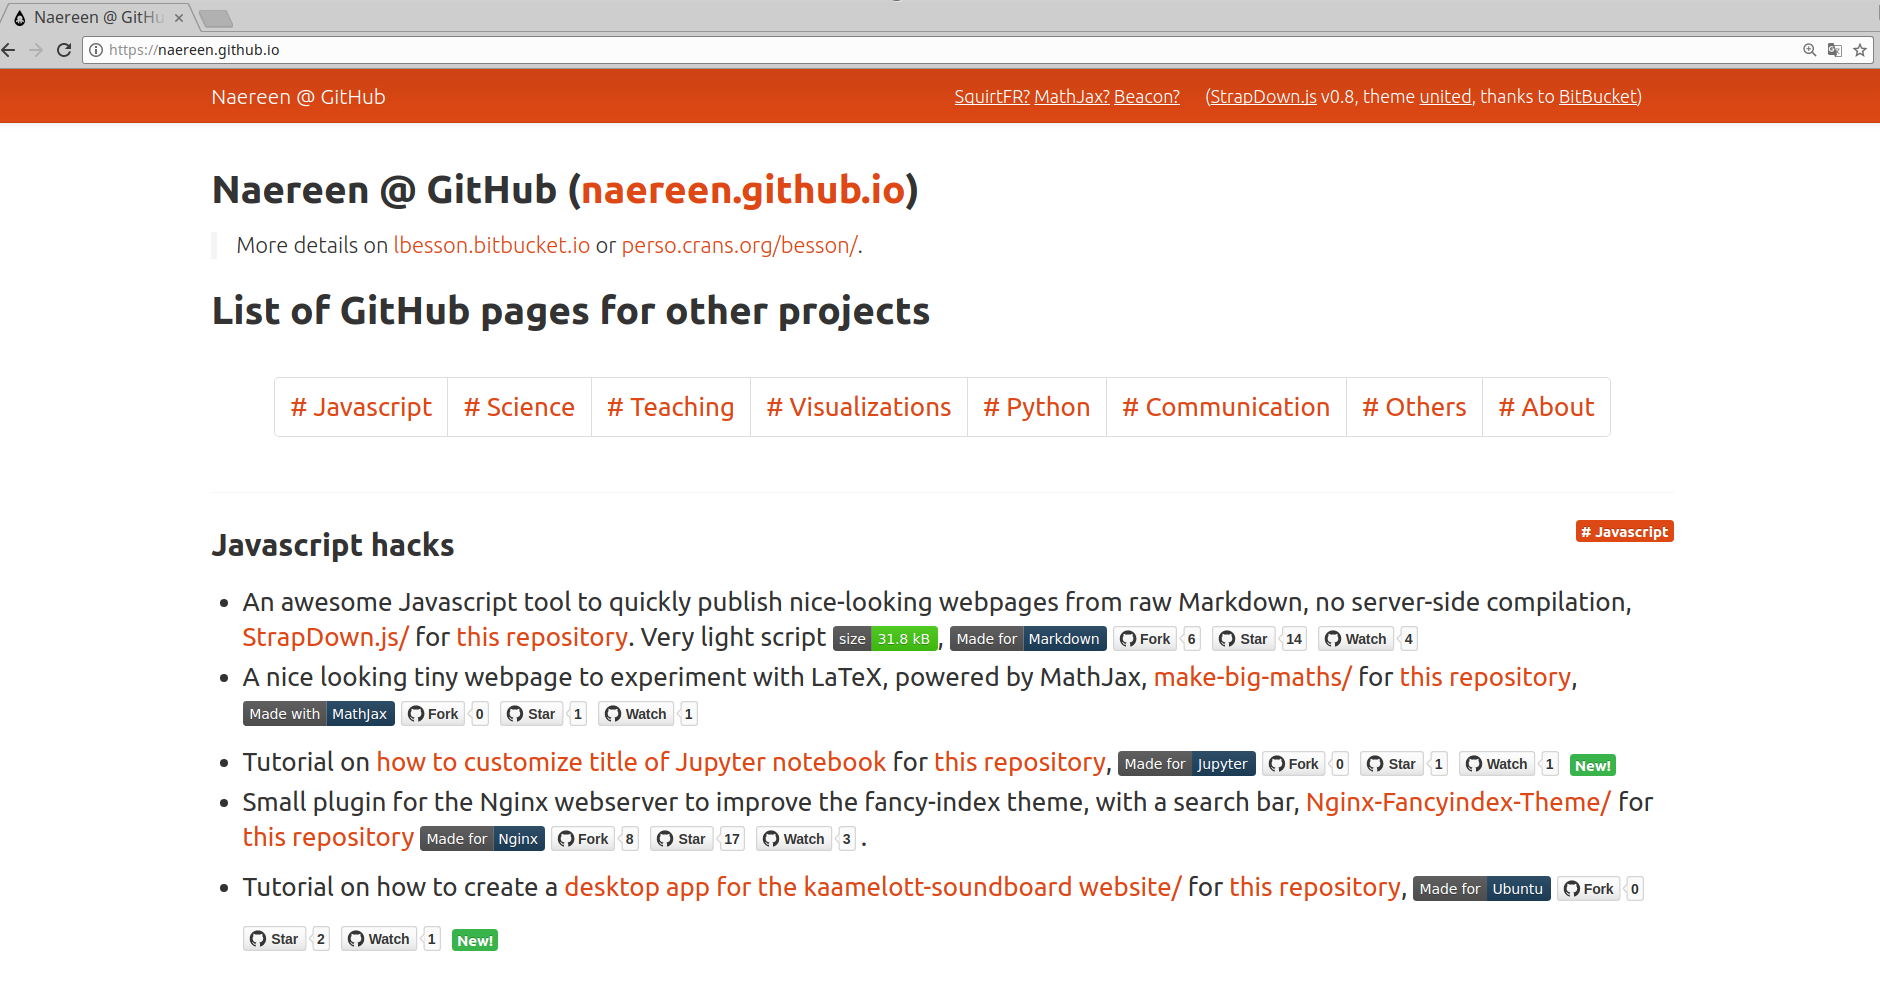 Naereen @ GitHu
https://naereen.github.io
Naereen @ GitHub SquirtFR? MathJax? Beacon? (StrapDown.js v0.8, theme united, thanks to BitBucket)
Naereen @ GitHub (naereen.github.io)
More details on lbesson.bitbucket.io or perso.crans.org/besson/.
List of GitHub pages for other projects
# Javascript # Science # Teaching # Visualizations # Python # Communication # Others # About
# Javascript
Javascript hacks
• An awesome Javascript tool to quickly publish nice-looking webpages from raw Markdown, no server-side compilation,
StrapDown.js/ for this repository. Very light script size 31.8 kB, Made for Markdown Fork 6 Star 14 Watch 4
• A nice looking tiny webpage to experiment with LaTeX, powered by MathJax, make-big-maths/ for this repository,
Made with MathJax Fork 0 Star 1 Watch 1
• Tutorial on how to customize title of Jupyter notebook for this repository, Made for Jupyter Fork 0 Star 1 Watch 1 New!
• Small plugin for the Nginx webserver to improve the fancy-index theme, with a search bar, Nginx-Fancyindex-Theme/ for
this repository Made for Nginx Fork 8 Star 17 Watch 3 .
• Tutorial on how to create a desktop app for the kaamelott-soundboard website/ for this repository, Made for Ubuntu Fork 0
Star 2 Watch 1 New!